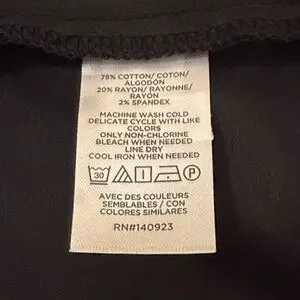 78% COTTON/ COTON/
ALGODÓN
20% RAYON/ RAYONNE/
RAYON
2% SPANDEX
MACHINE WASH COLD
DELICATE CYCLE WITH LIKE
COLORS
ONLY NON-CHLORINE
BLEACH WHEN NEEDED
LINE DRY
COOL IRON WHEN NEEDED
30 P
AVEC DES COULEURS
SEMBLABLES / CON
COLORES SIMILARES
RN#140923